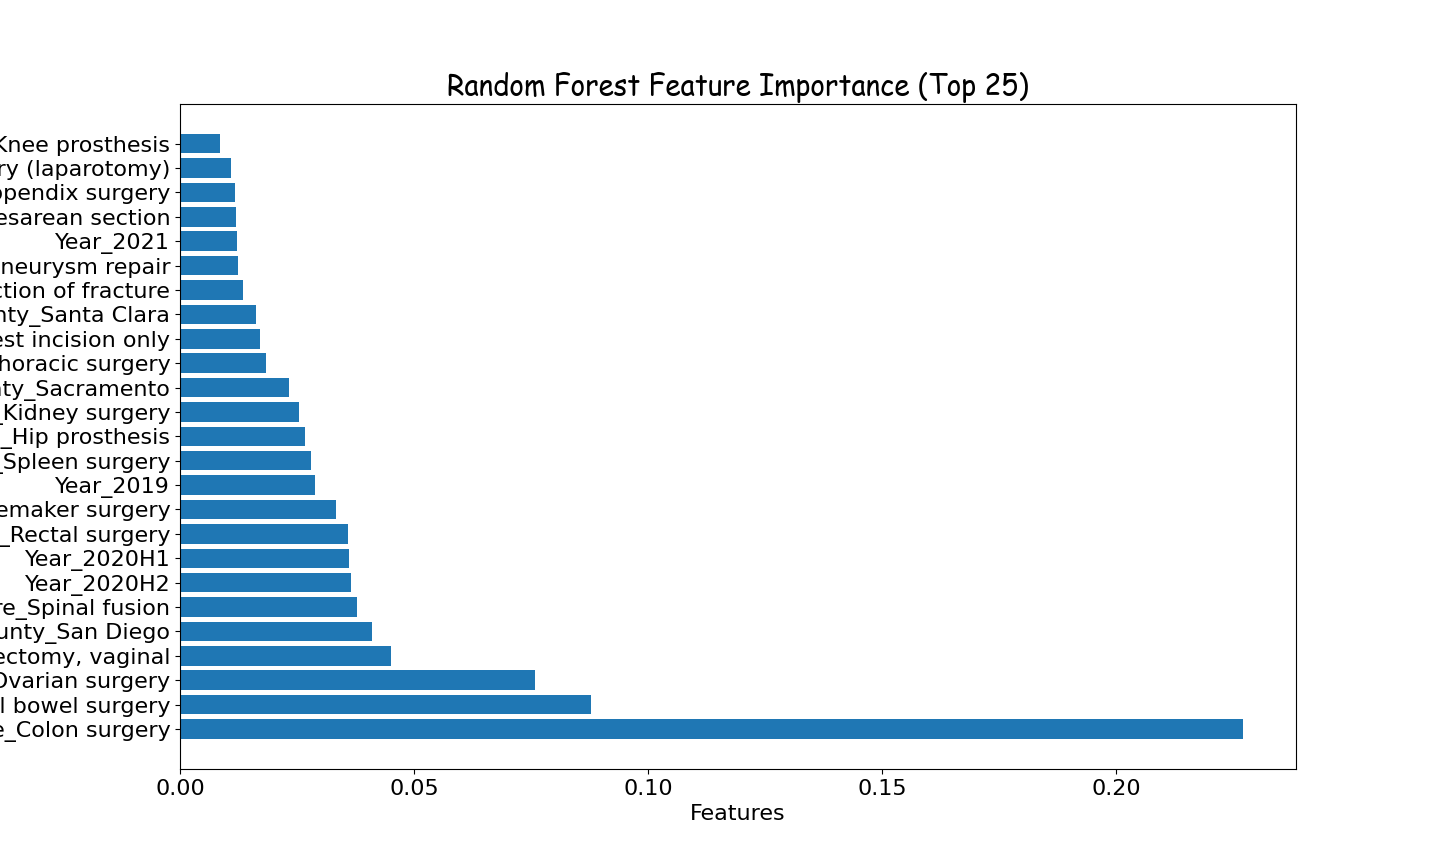 Random Forest Feature Importance (Top 25)
Knee prosthesis
ry (laparotomy)
ppendix surgery
esarean section
Year_2021
neurysm repair
ction of fracture
nty_Santa Clara
est incision only
horacic surgery
nty_Sacramento
_Kidney surgery
_Hip prosthesis
_Spleen surgery
Year_2019
emaker surgery
_Rectal surgery
Year_2020H1
Year_2020H2
re_Spinal fusion
unty_San Diego
ectomy, vaginal
Ovarian surgery
l bowel surgery
e_Colon surgery
0.00 0.05 0.10 0.15 0.20
Features